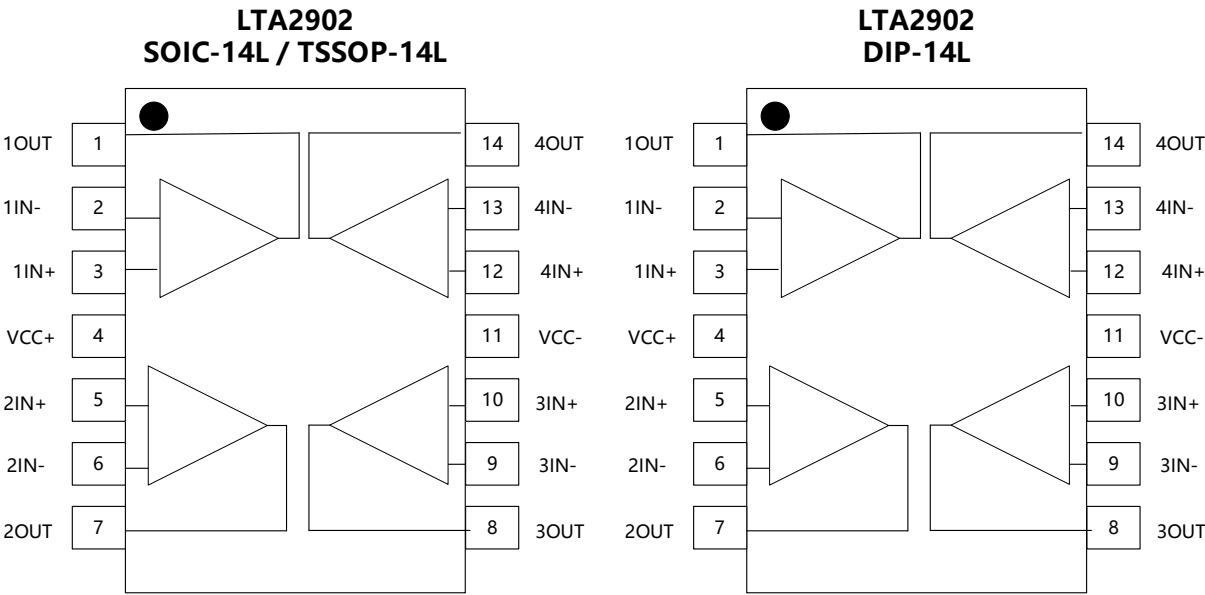 LTA2902
SOIC-14L / TSSOP-14L
1OUT 1 14 4OUT
1IN- 2 13 4IN-
1IN+ 3 12 4IN+
VCC+ 4 11 VCC-
2IN+ 5 10 3IN+
2IN- 6 9 3IN-
2OUT 7 8 3OUT
LTA2902
DIP-14L
1OUT 1 14 4OUT
1IN- 2 13 4IN-
1IN+ 3 12 4IN+
VCC+ 4 11 VCC-
2IN+ 5 10 3IN+
2IN- 6 9 3IN-
2OUT 7 8 3OUT